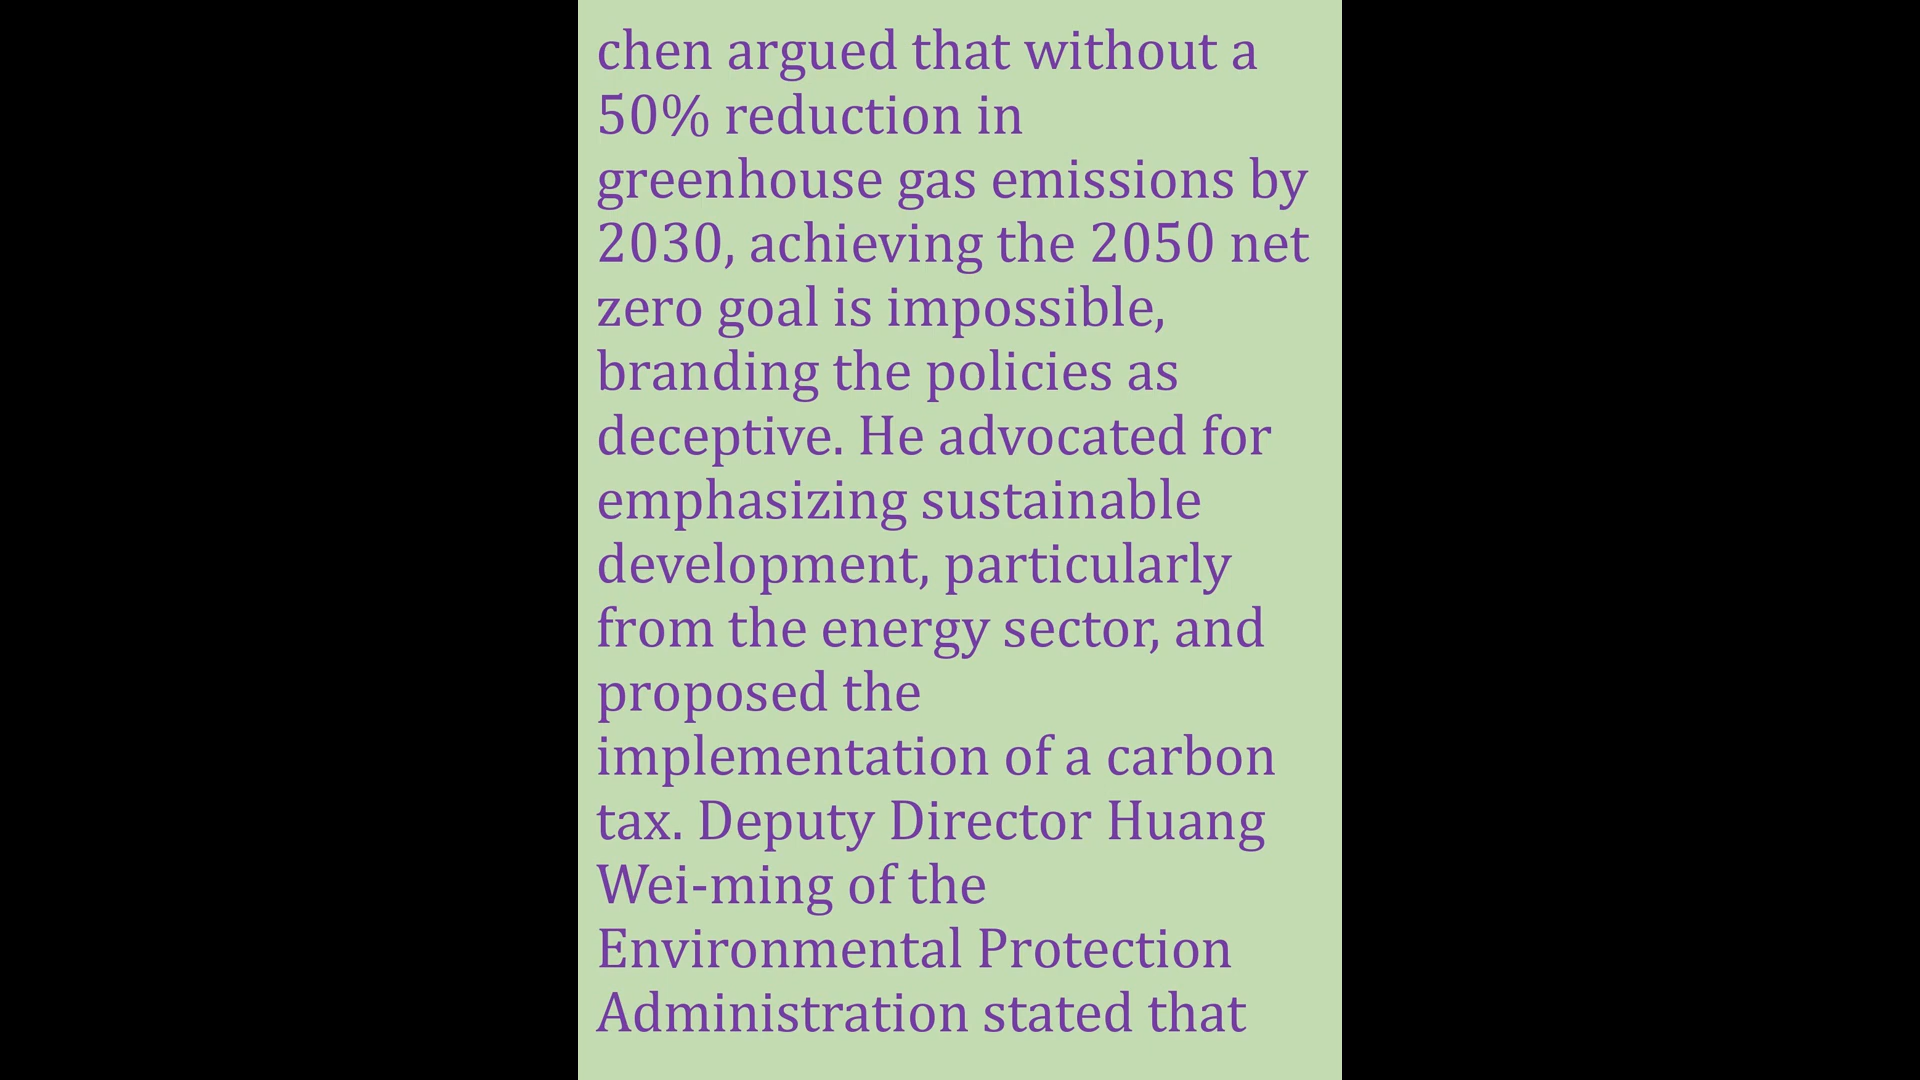 chen argued that without a
50% reduction in
greenhouse gas emissions by
2030, achieving the 2050 net
zero goal is impossible,
branding the policies as
deceptive. He advocated for
emphasizing sustainable
development, particularly
from the energy sector, and
proposed the
implementation of a carbon
tax. Deputy Director Huang
Wei-ming of the
Environmental Protection
Administration stated that